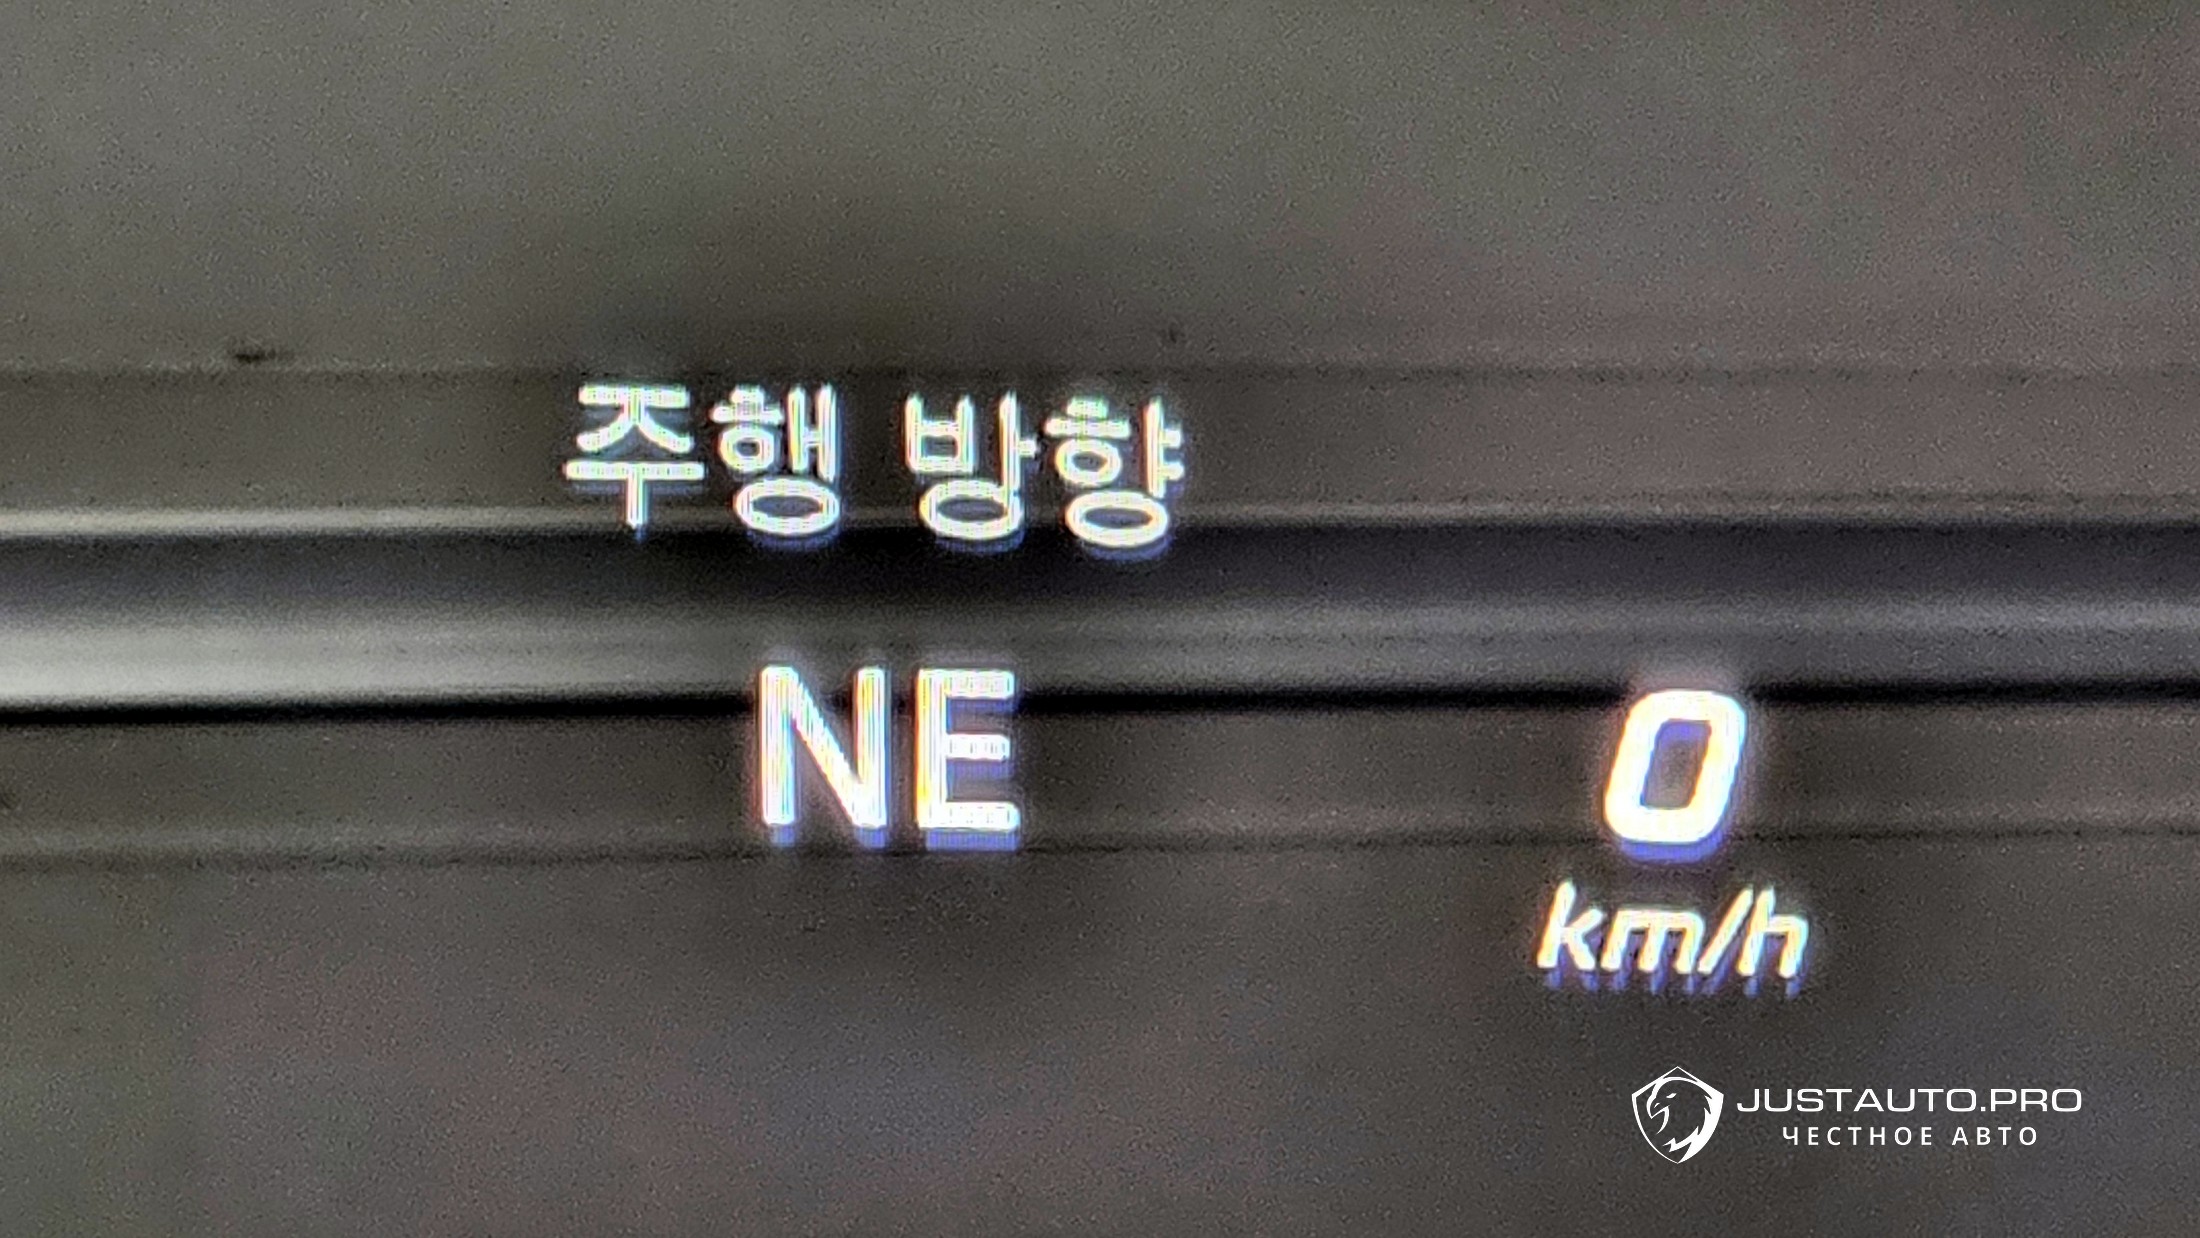 주행 방향
NE
0
km/h
JUSTAUTO.PRO
ЧЕСТНОЕ АВТО